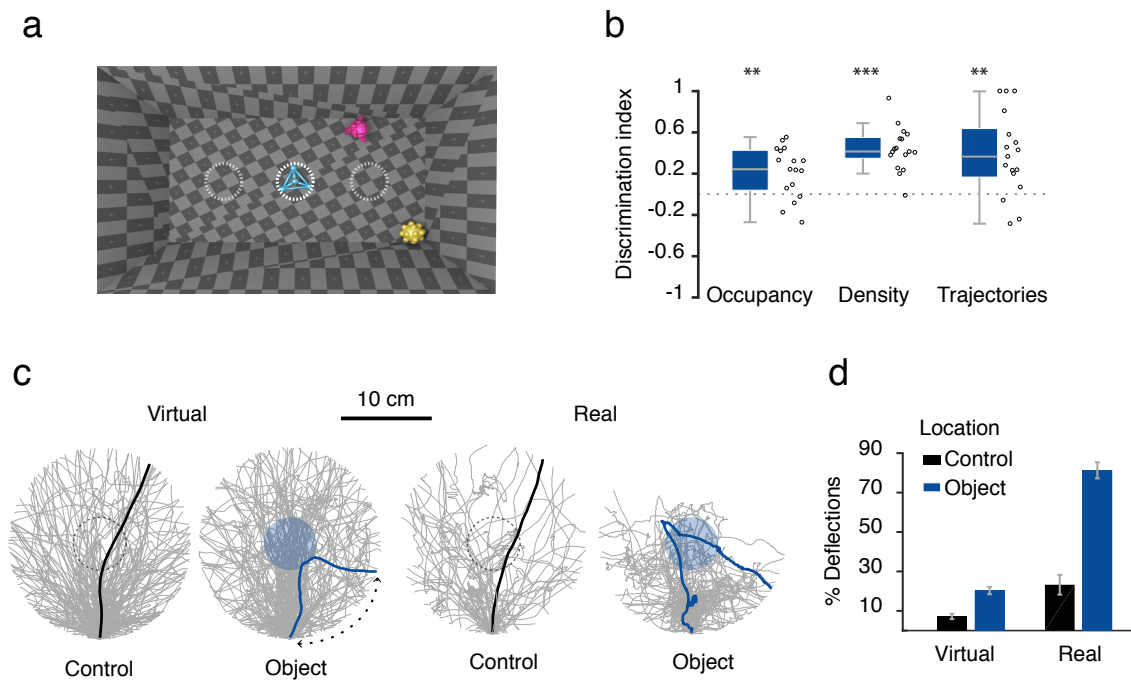 a
b
** *** **
Discrimination index
1
0.6
0.2
-0.2
-0.6
-1
Occupancy Density Trajectories
c
Virtual 10 cm Real
Control Object Control Object
d
Location
Control
Object
% Deflections
90
70
50
30
10
Virtual Real